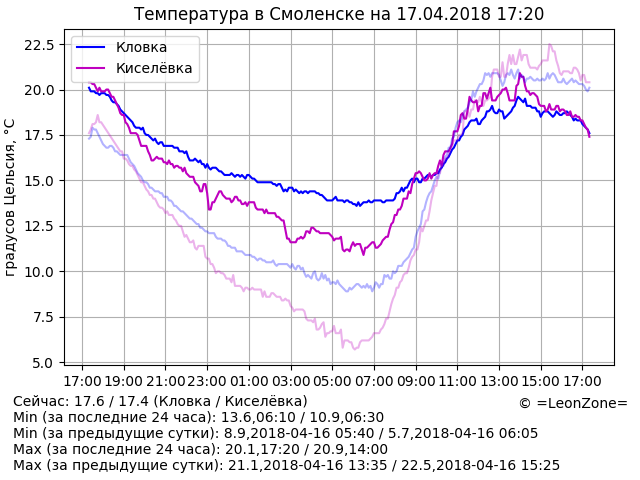 Температура в Смоленске на 17.04.2018 17:20
Кловка
Киселёвка
градусов Цельсия, °C
22.5
20.0
17.5
15.0
12.5
10.0
7.5
5.0
17:00 19:00 21:00 23:00 01:00 03:00 05:00 07:00 09:00 11:00 13:00 15:00 17:00
Сейчас: 17.6 / 17.4 (Кловка / Киселёвка)
© =LeonZone=
Min (за последние 24 часа): 13.6,06:10 / 10.9,06:30
Min (за предыдущие сутки): 8.9,2018-04-16 05:40 / 5.7,2018-04-16 06:05
Max (за последние 24 часа): 20.1,17:20 / 20.9,14:00
Max (за предыдущие сутки): 21.1,2018-04-16 13:35 / 22.5,2018-04-16 15:25